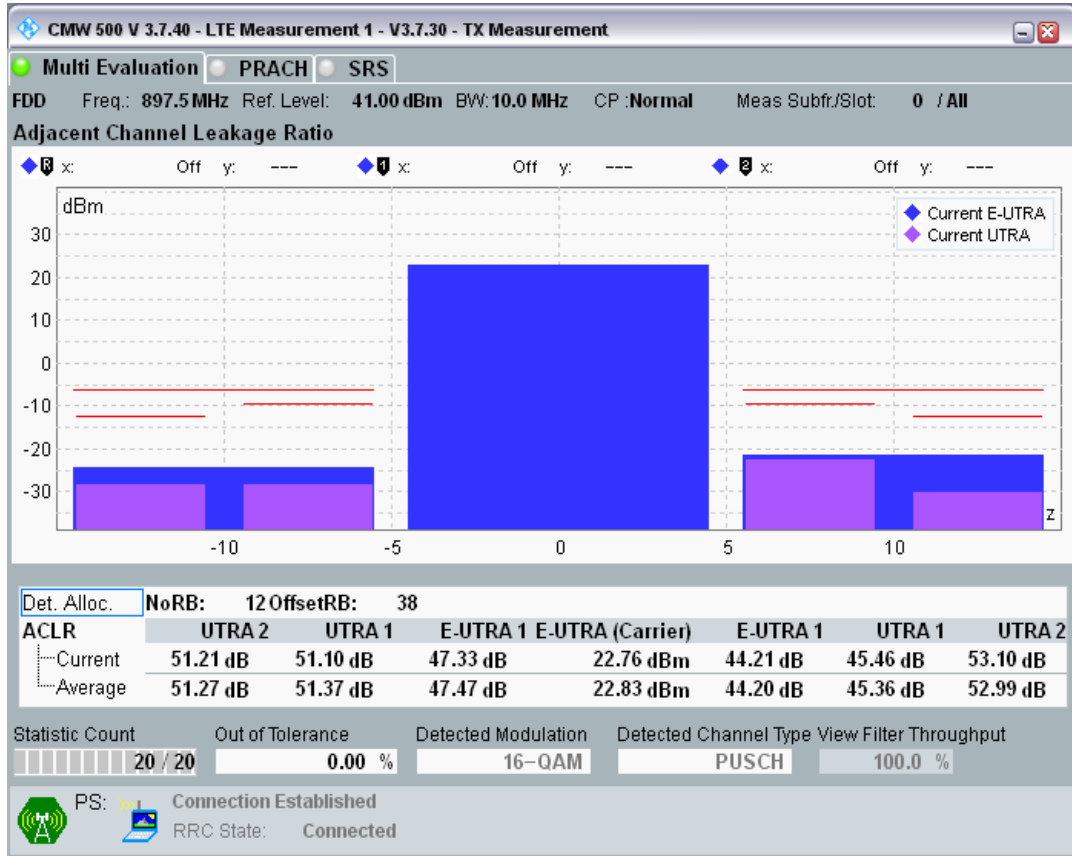 CMW 500 V 3.7.40 - LTE Measurement 1 - V3.7.30 - TX Measurement
Multi Evaluation PRACH SRS
FDD Freq.: 897.5 MHz Ref. Level: 41.00 dBm BW: 10.0 MHz CP :Normal Meas Subfr./Slot: 0 / All
Adjacent Channel Leakage Ratio
R x: Off y: --- 1 x: Off y: --- 2 x: Off y: ---
dBm
Current E-UTRA
Current UTRA
30
20
10
0
-10
-20
-30
z
-10 -5 0 5 10
Det. Alloc. NoRB: 12 OffsetRB: 38
ACLR UTRA 2 UTRA 1 E-UTRA 1 E-UTRA (Carrier) E-UTRA 1 UTRA 1 UTRA 2
Current 51.21 dB 51.10 dB 47.33 dB 22.76 dBm 44.21 dB 45.46 dB 53.10 dB
Average 51.27 dB 51.37 dB 47.47 dB 22.83 dBm 44.20 dB 45.36 dB 52.99 dB
Statistic Count Out of Tolerance Detected Modulation Detected Channel Type View Filter Throughput
20 / 20 0.00 % 16-QAM PUSCH 100.0 %
PS: Connection Established
RRC State: Connected